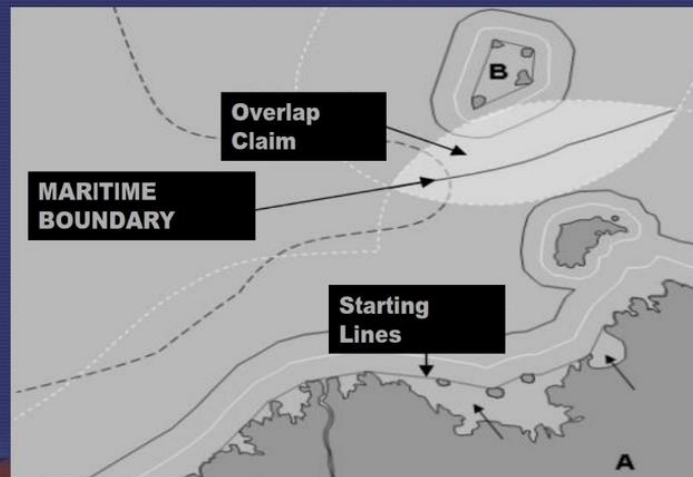 B
Overlap
Claim
MARITIME
BOUNDARY
Starting
Lines
A